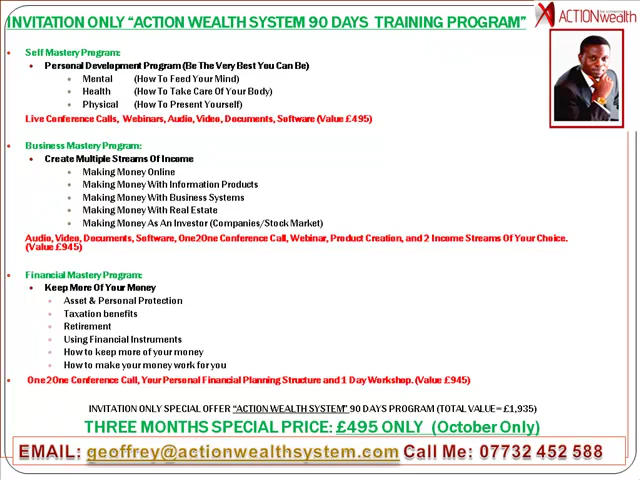 INVITATION ONLY “ACTION WEALTH SYSTEM 90 DAYS TRAINING PROGRAM”
ACTIONwealth
Self Mastery Program:
Personal Development Program (Be The Very Best You Can Be)
Mental (How To Feed Your Mind)
Health (How To Take Care Of Your Body)
Physical (How To Present Yourself)
Live Conference Calls, Webinars, Audio, Video, Documents, Software (Value £495)
Business Mastery Program:
Create Multiple Streams Of Income
Making Money Online
Making Money With Information Products
Making Money With Business Systems
Making Money With Real Estate
Making Money As An Investor (Companies/Stock Market)
Audio, Video, Documents, Software, One2One Conference Call, Webinar, Product Creation, and 2 Income Streams Of Your Choice.
(Value £945)
Financial Mastery Program:
Keep More Of Your Money
Asset & Personal Protection
Taxation benefits
Retirement
Using Financial Instruments
How to keep more of your money
How to make your money work for you
One2One Conference Call, Your Personal Financial Planning Structure and 1 Day Workshop. (Value £945)
INVITATION ONLY SPECIAL OFFER “ACTION WEALTH SYSTEM” 90 DAYS PROGRAM (TOTAL VALUE= £1,935)
THREE MONTHS SPECIAL PRICE: £495 ONLY (October Only)
EMAIL: geoffrey@actionwealthsystem.com Call Me: 07732 452 588